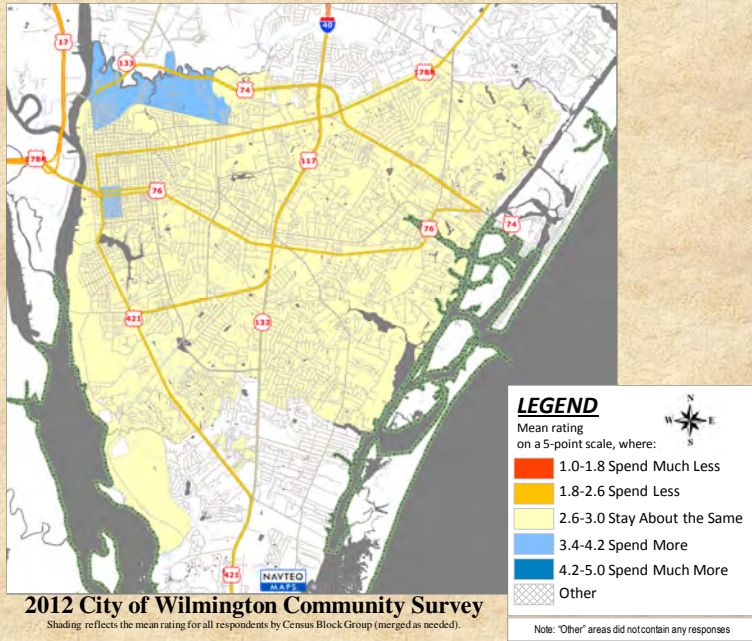 40
17
133
74
17BR
117
17BR
76
76
74
421
132
421
NAVTEQ
MAPS
LEGEND
Mean rating
on a 5-point scale, where:
N
W E
S
1.0-1.8 Spend Much Less
1.8-2.6 Spend Less
2.6-3.0 Stay About the Same
3.4-4.2 Spend More
4.2-5.0 Spend Much More
Other
2012 City of Wilmington Community Survey
Shading reflects the mean rating for all respondents by Census Block Group (merged as needed).
Note: "Other" areas did not contain any responses